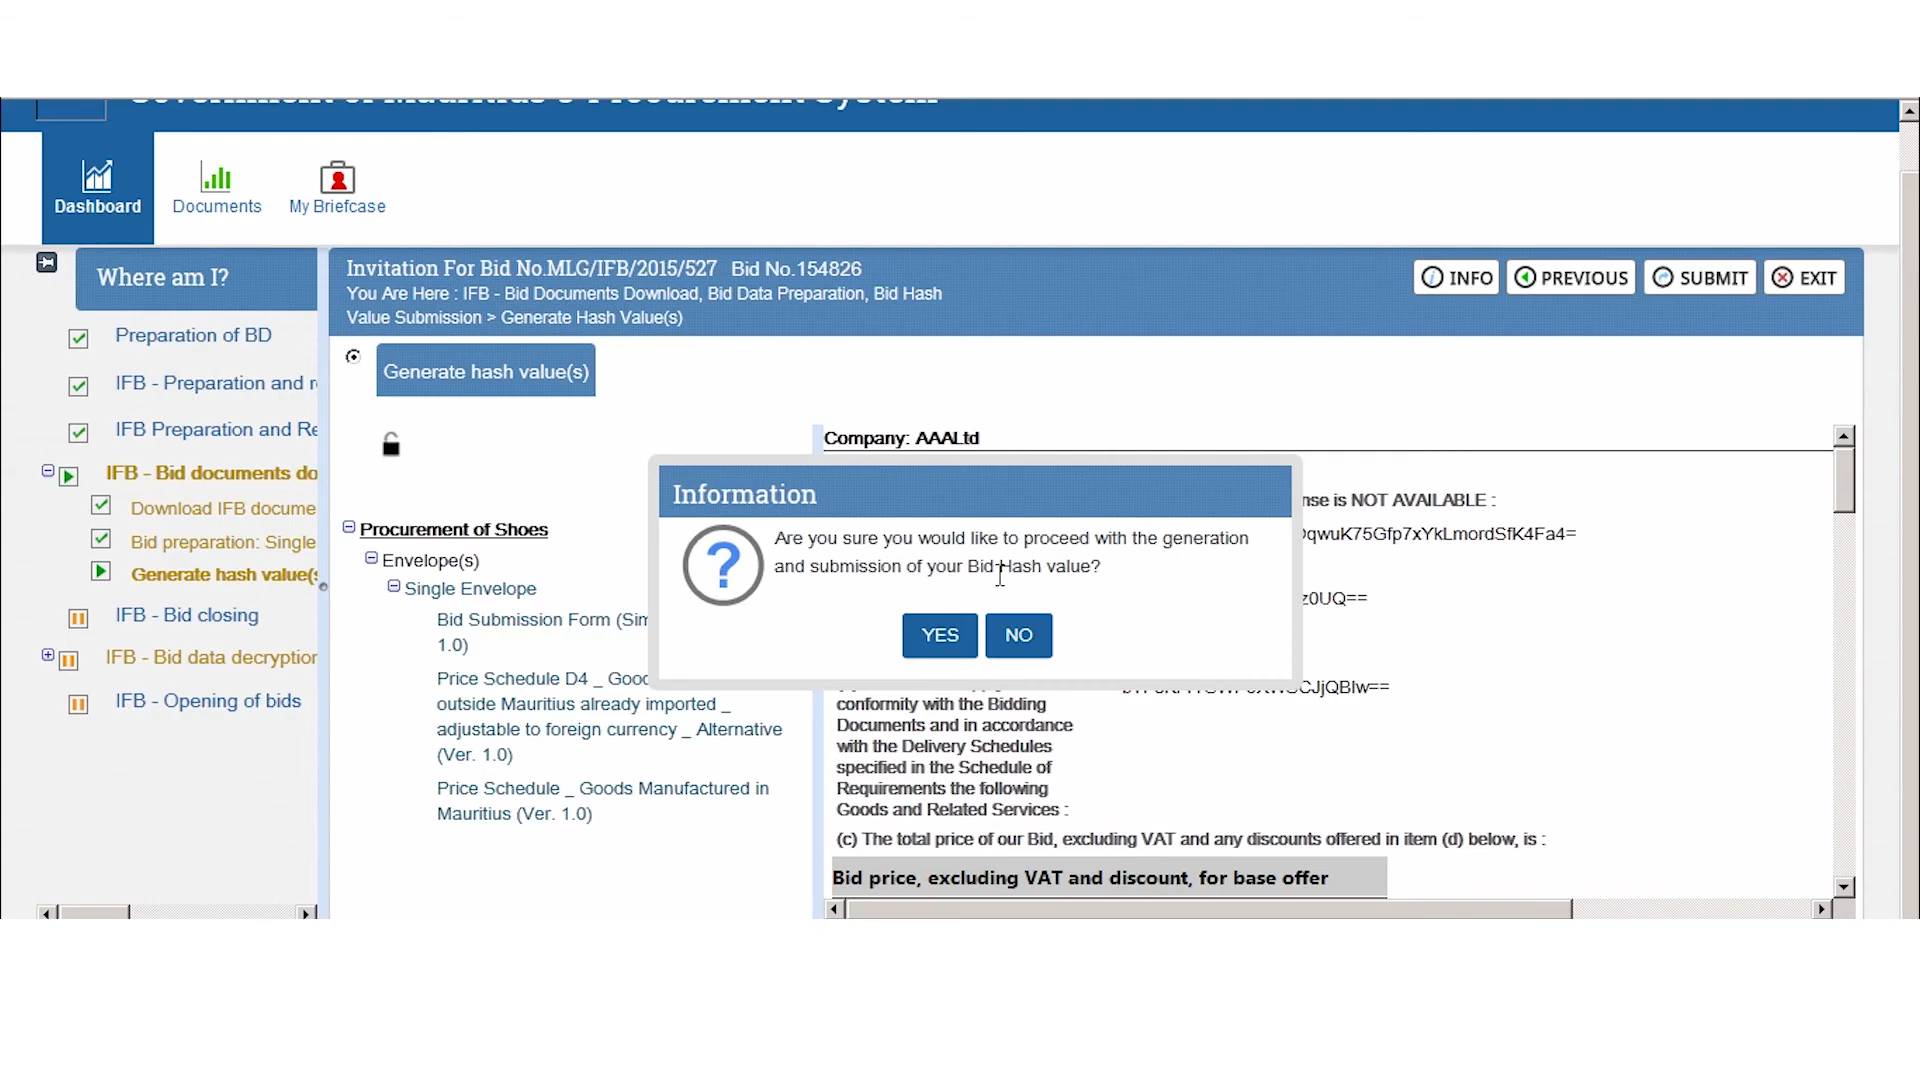 Government of Mauritius e-Procurement System
Dashboard
Documents
My Briefcase
Where am I?
Preparation of BD
IFB - Preparation and r
IFB Preparation and Re
IFB - Bid documents do
Download IFB docume
Bid preparation: Single
Generate hash value(s
IFB - Bid closing
IFB - Bid data decryption
IFB - Opening of bids
Invitation For Bid No.MLG/IFB/2015/527 Bid No.154826
You Are Here : IFB - Bid Documents Download, Bid Data Preparation, Bid Hash
Value Submission > Generate Hash Value(s)
INFO
PREVIOUS
SUBMIT
EXIT
Generate hash value(s)
Procurement of Shoes
Envelope(s)
Single Envelope
Bid Submission Form (Sim
1.0)
Price Schedule D4 _ Good
outside Mauritius already imported _
adjustable to foreign currency _ Alternative
(Ver. 1.0)
Price Schedule _ Goods Manufactured in
Mauritius (Ver. 1.0)
Company: AAALtd
nse is NOT AVAILABLE :
qwuK75Gfp7xYkLmordSfK4Fa4=
z0UQ==
JjQBIw==
Information
Are you sure you would like to proceed with the generation
and submission of your Bid Hash value?
YES
NO
conformity with the Bidding
Documents and in accordance
with the Delivery Schedules
specified in the Schedule of
Requirements the following
Goods and Related Services :
(c) The total price of our Bid, excluding VAT and any discounts offered in item (d) below, is :
Bid price, excluding VAT and discount, for base offer